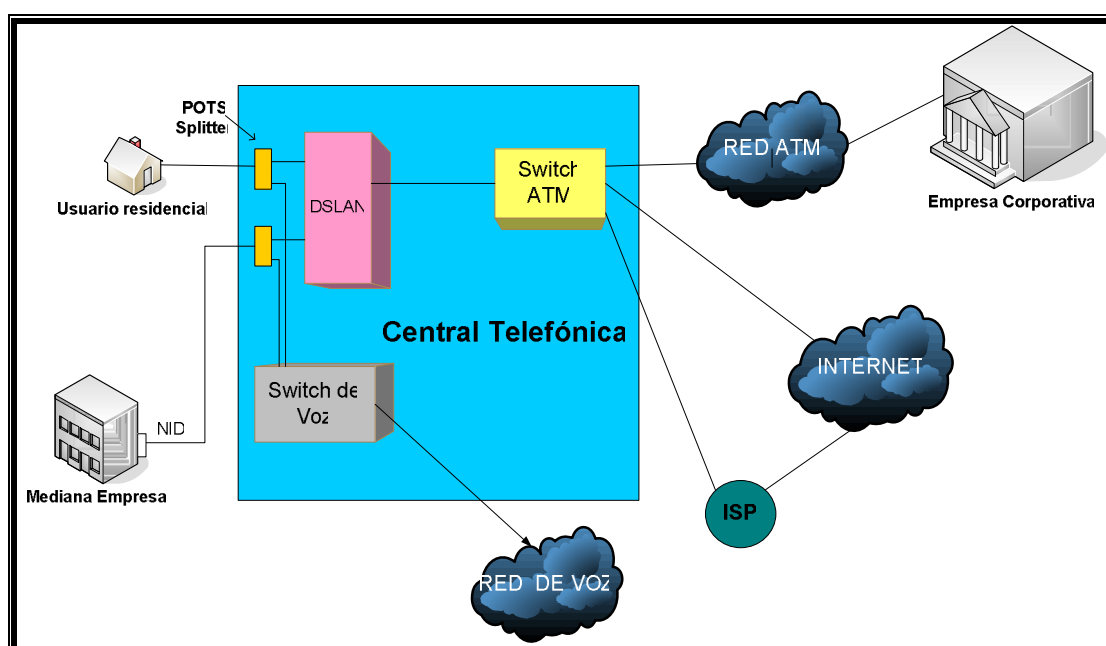 POTS
Splitter
Usuario residencial
DSLAN
Switch
ATM
RED ATM
Empresa Corporativa
Central Telefónica
INTERNET
Switch de
Voz
NID
Mediana Empresa
ISP
RED DE VOZ